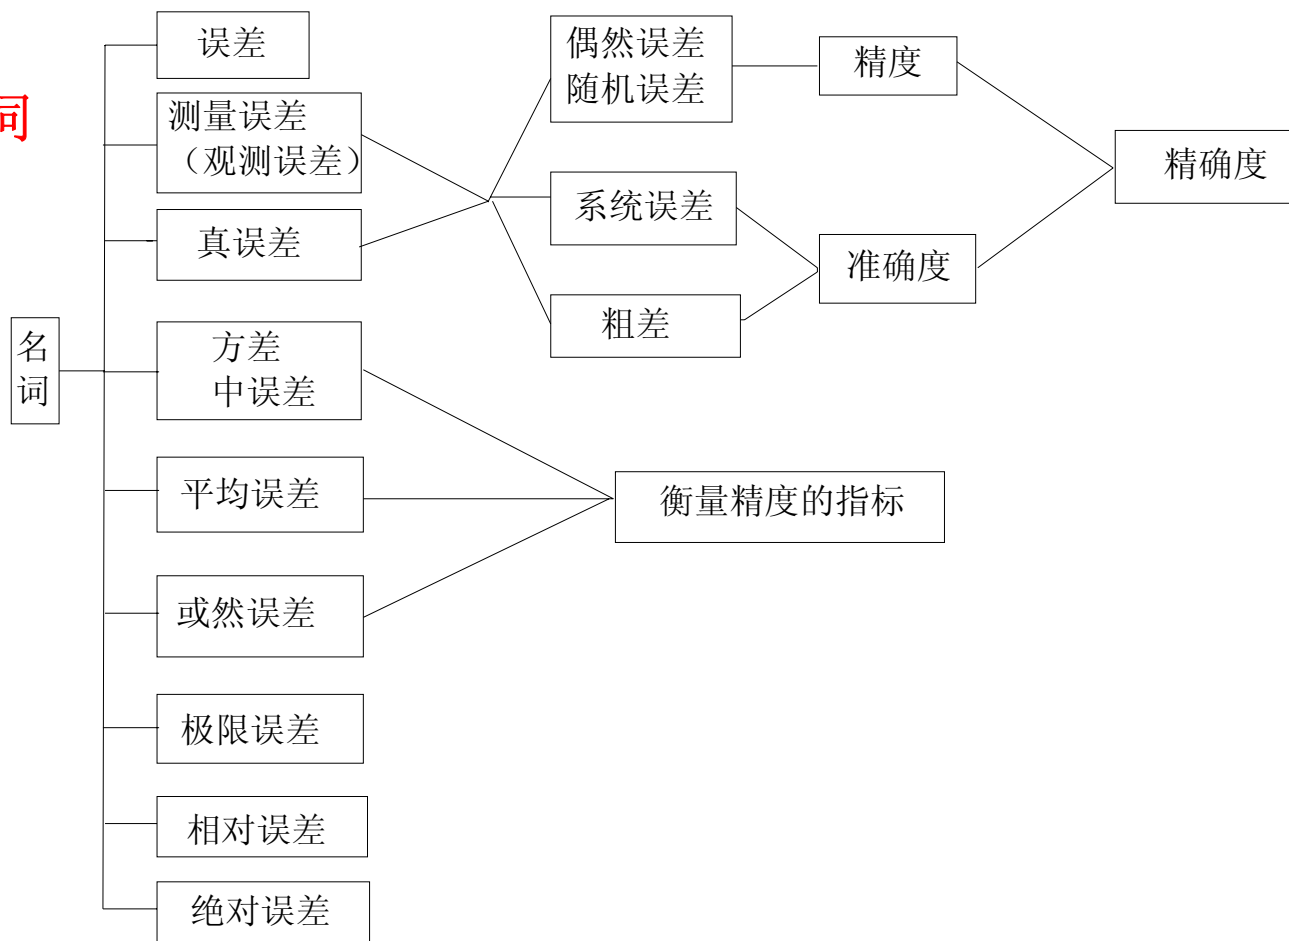 词
名
词
误差
测量误差
（观测误差）
真误差
方差
中误差
平均误差
或然误差
极限误差
相对误差
绝对误差
偶然误差
随机误差
系统误差
粗差
精度
准确度
精确度
衡量精度的指标